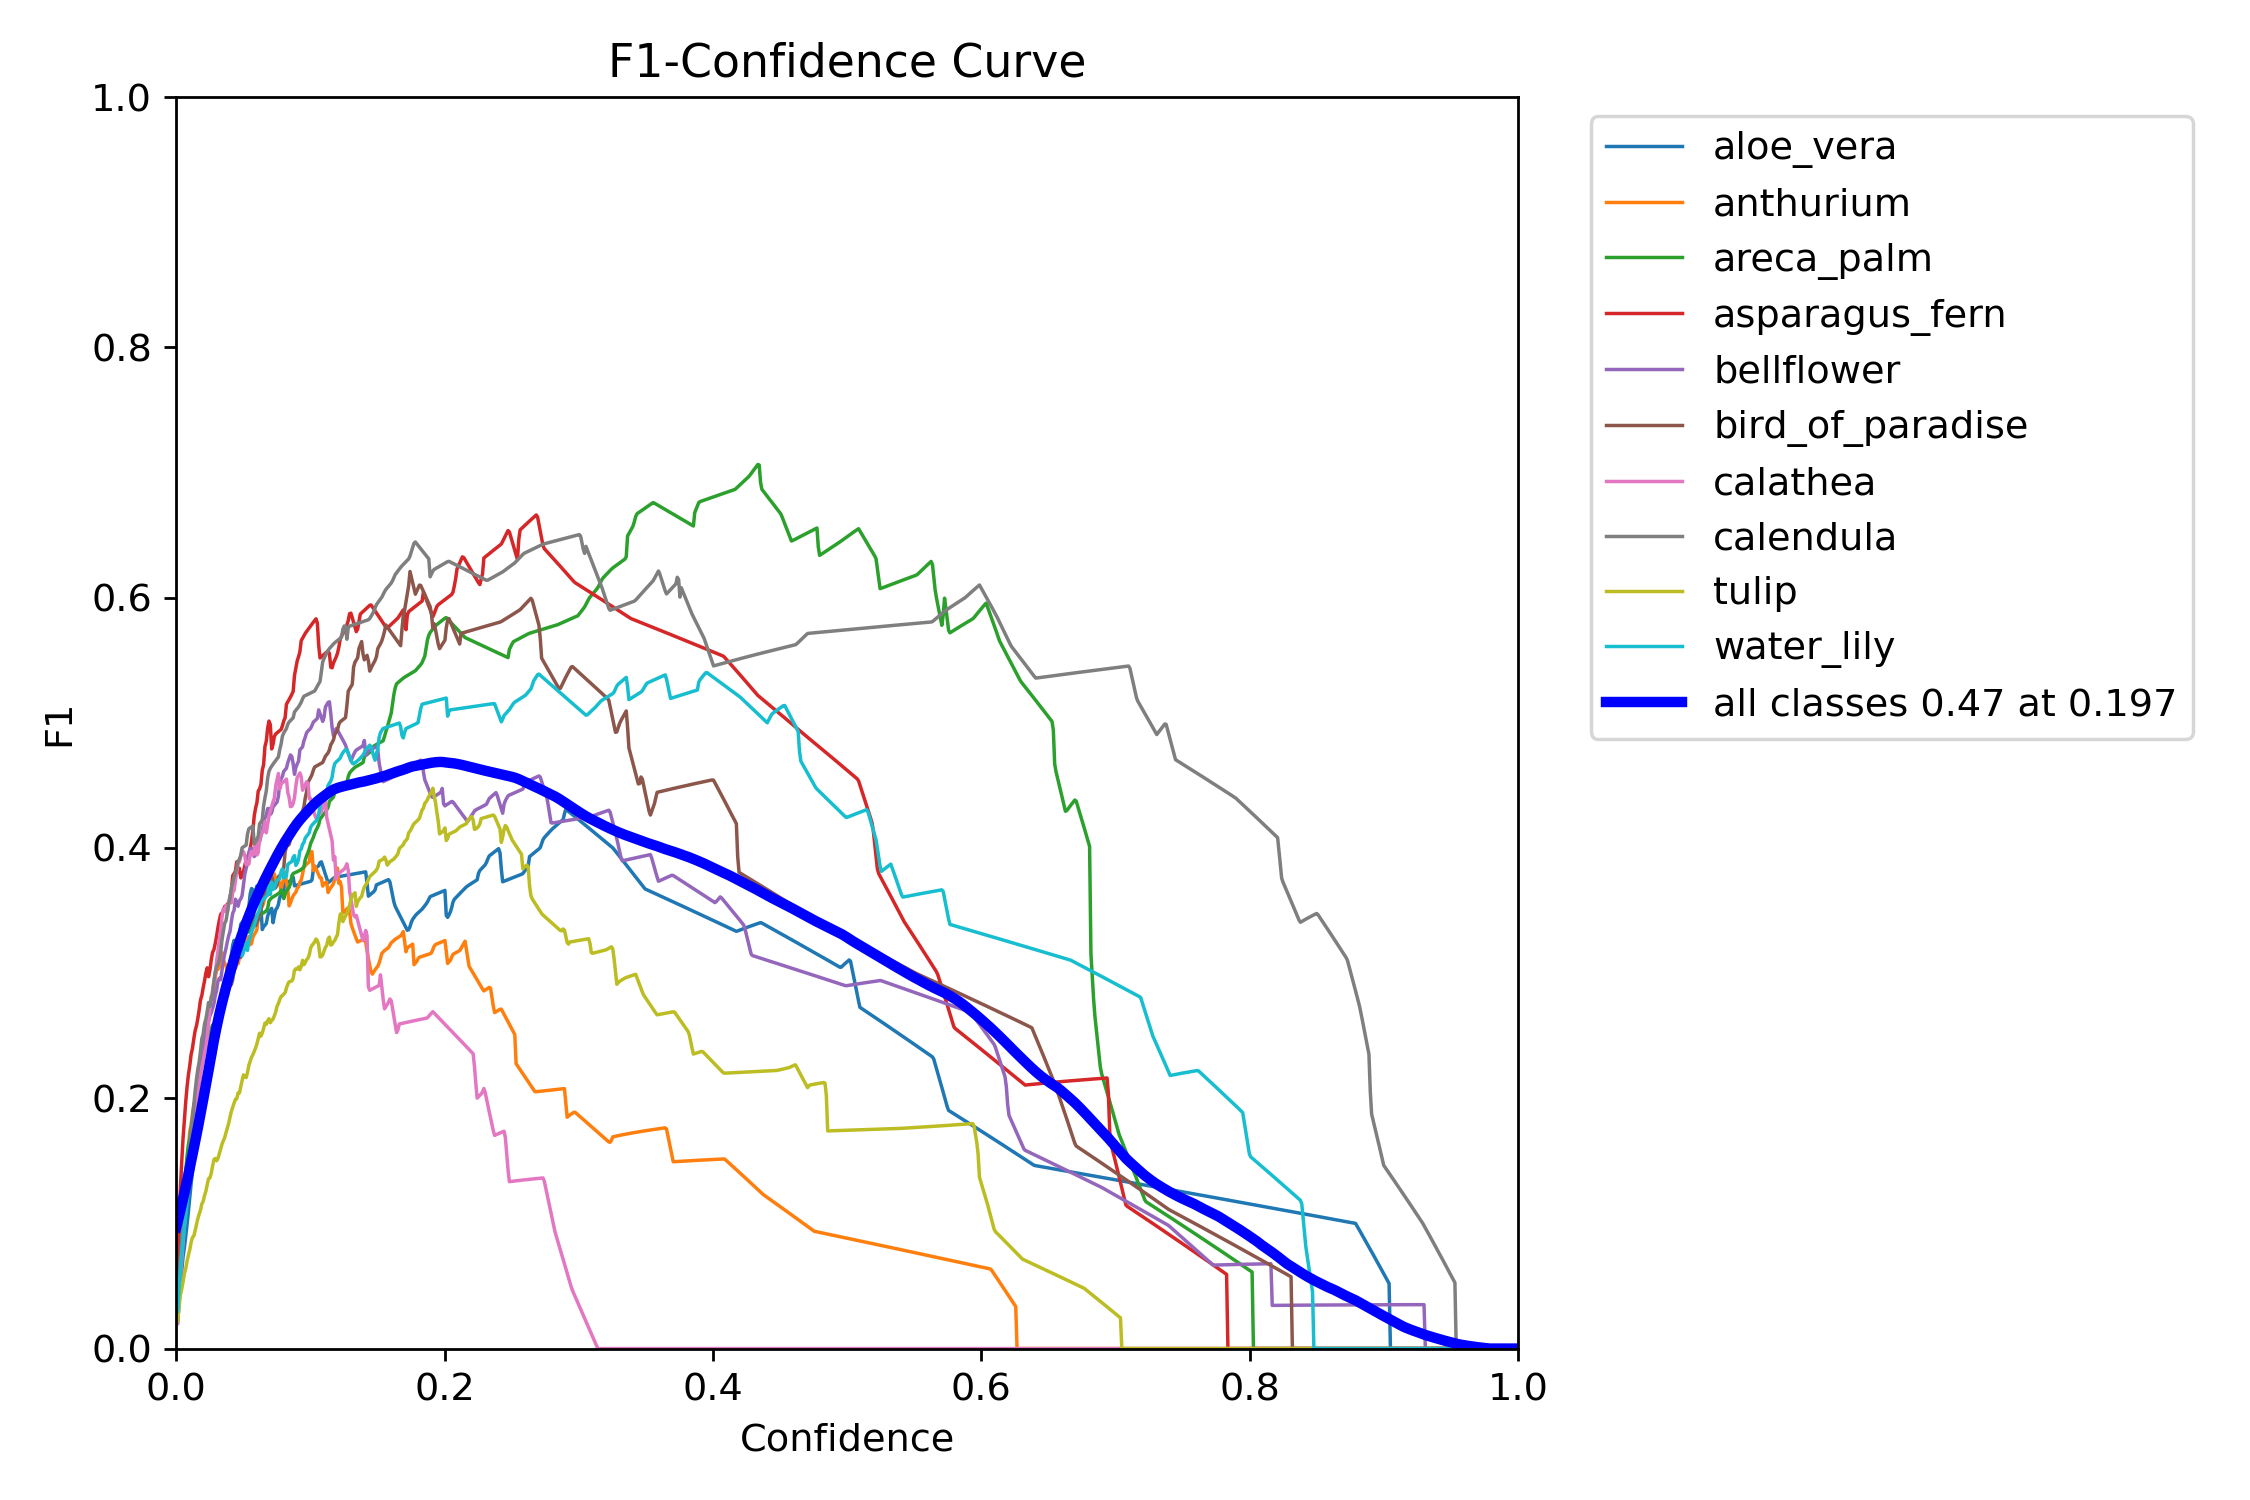 F1-Confidence Curve
1.0
0.8
0.6
0.4
0.2
0.0
F1
0.0 0.2 0.4 0.6 0.8 1.0
Confidence
aloe_vera
anthurium
areca_palm
asparagus_fern
bellflower
bird_of_paradise
calathea
calendula
tulip
water_lily
all classes 0.47 at 0.197